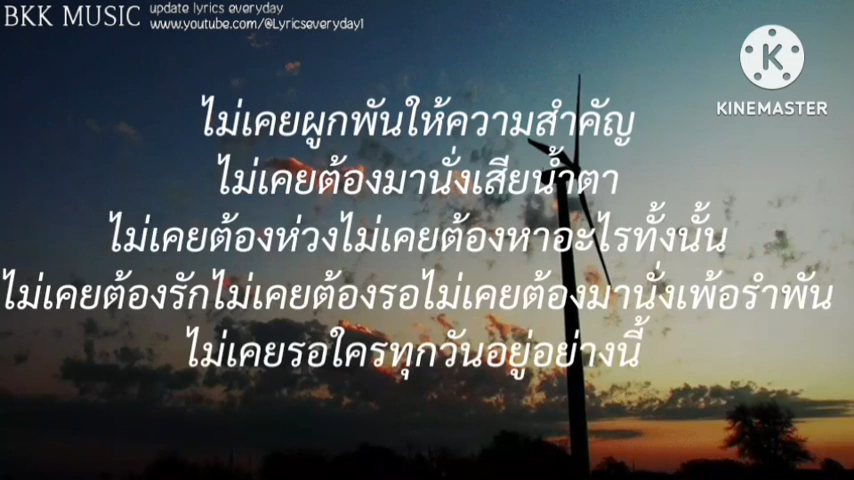 BKK MUSIC
update lyrics everyday
www.youtube.com/@Lyricseveryday1
KINEMASTER
ไม่เคยผูกพันให้ความสำคัญ
ไม่เคยต้องมานั่งเสียน้ำตา
ไม่เคยต้องห่วงไม่เคยต้องหาอะไรทั้งนั้น
ไม่เคยต้องรักไม่เคยต้องรอไม่เคยต้องมานั่งเพ้อรำพัน
ไม่เคยรอใครทุกวันอยู่อย่างนี้